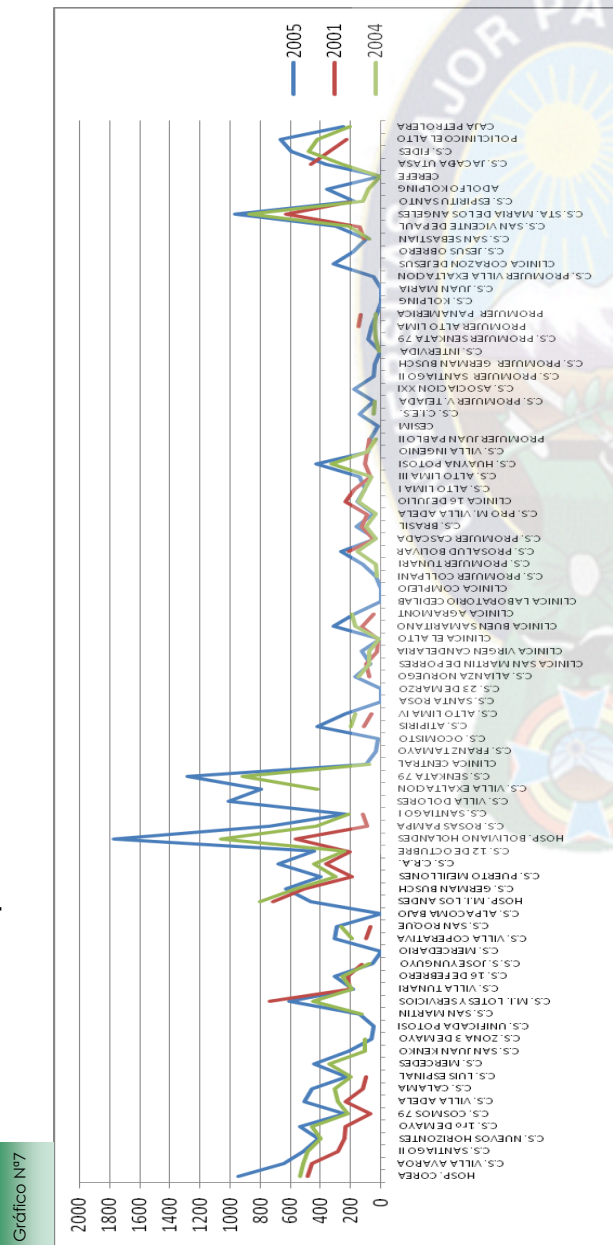 Gráfico Nº7
2005
2001
2004
2000
1800
1600
1400
1200
1000
800
600
400
200
0
HOSP. COREA
C.S. VILLA AVAROA
C.S. SANTIAGO II
C.S. NUEVOS HORIZONTES
C.S. 1ro DE MAYO
C.S. COSMOS 79
C.S. VILLA ADELA
C.S. CALAMA
C.S. LUIS ESPINAL
C.S. MERCEDES
C.S. SAN JUAN KENKO
C.S. ZONA 3 DE MAYO
C.S. UNIFICADA POTOSI
C.S. SAN MARTIN
C.S. M.I. LOTES Y SERVICIOS
C.S. VILLA TUNARI
C.S. 16 DE FEBRERO
C.S. S. JOSE YUNGUYO
C.S. MERCEDARIO
C.S. VILLA COPERATIVA
C.S. SAN ROQUE
C.S. ALPACOMA BAJO
HOSP. M.I. LOS ANDES
C.S. GERMAN BUSCH
C.S. PUERTO MEJILLONES
C.S. C.R.A.
C.S. 12 DE OCTUBRE
HOSP. BOLIVIANO HOLANDES
C.S. ROSAS PAMPA
C.S. SANTIAGO I
C.S. VILLA DOLORES
C.S. VILLA EXALTACION
C.S. SENKATA 79
CLINICA CENTRAL
C.S. FRANZ TAMAYO
C.S. OCOMISTO
C.S. ATIPIRIS
C.S. ALTO LIMA IV
C.S. SANTA ROSA
C.S. 23 DE MARZO
C.S. ALIANZA NORUEGO
CLINICA SAN MARTIN DE PORRES
CLINICA VIRGEN CANDELARIA
CLINICA EL ALTO
CLINICA BUEN SAMARITANO
CLINICA AGRAMONT
CLINICA LABORATORIO CEDILAB
CLINICA COMPLEJO
C.S. PROMUJER COLLPANI
C.S. PROMUJER TUNARI
C.S. PROSALUD BOLIVAR
C.S. PROMUJER CASCADA
C.S. BRASIL
C.S. PRO M. VILLA ADELA
CLINICA 16 DE JULIO
C.S. ALTO LIMA I
C.S. ALTO LIMA III
C.S. HUAYNA POTOSI
C.S. VILLA INGENIO
PROMUJER JUAN PABLO II
CESIM
C.S. C.I.E.S.
C.S. PROMUJER V. TEJADA
C.S. ASOCIACION XXI
C.S. PROMUJER SANTIAGO II
C.S. PROMUJER GERMAN BUSCH
C.S. INTERVIDA
C.S. PROMUJER SENKATA 79
PROMUJER ALTO LIMA
PROMUJER PANAMERICA
C.S. KOLPING
C.S. JUAN MARIA
C.S. PROMUJER VILLA EXALTACION
CLINICA CORAZON DE JESUS
C.S. JESUS OBRERO
C.S. SAN SEBASTIAN
C.S. SAN VICENTE DE PAUL
C.S. STA. MARIA DE LOS ANGELES
C.S. ESPIRITU SANTO
ADOLFO KOLPING
CEREFE
C.S. JACADA UTASA
C.S. FIDES
POLICLINICO EL ALTO
CAJA PETROLERA